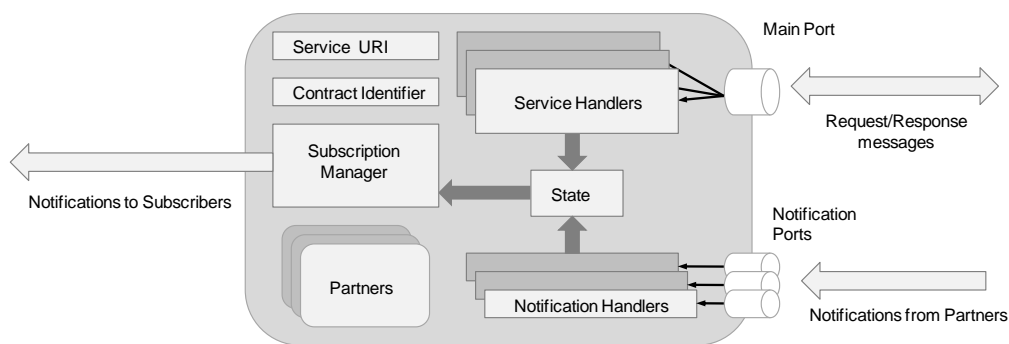 Main Port
Service URI
Contract Identifier
Service Handlers
Request/Response
messages
Subscription
Manager
Notifications to Subscribers
State
Notification
Ports
Partners
Notification Handlers
Notifications from Partners